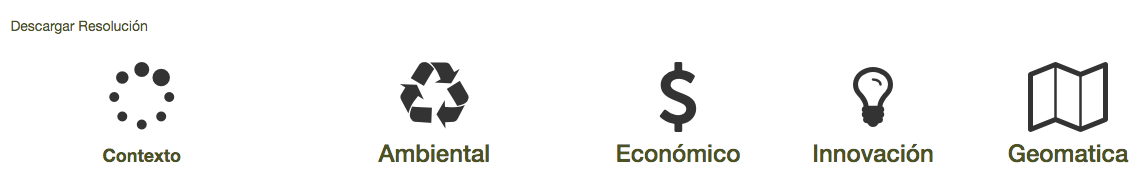 Descargar Resolución
Contexto Ambiental Económico Innovación Geomatica